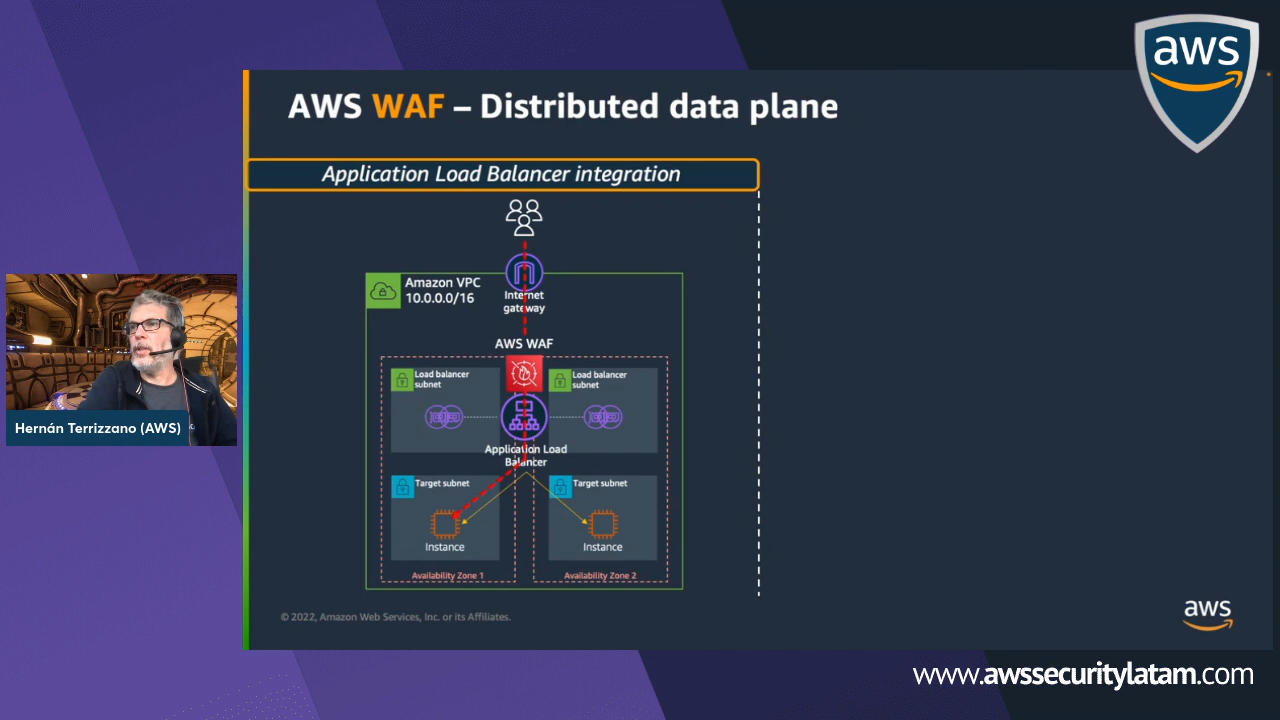 aws
AWS WAF – Distributed data plane
Application Load Balancer integration
Amazon VPC
10.0.0.0/16
Internet
gateway
AWS WAF
Load balancer
subnet
Load balancer
subnet
Application Load
Balancer
Target subnet
Target subnet
Instance
Instance
Availability Zone 1
Availability Zone 2
Hernán Terrizzano (AWS)
© 2022, Amazon Web Services, Inc. or its Affiliates.
aws
www.awssecuritylatam.com